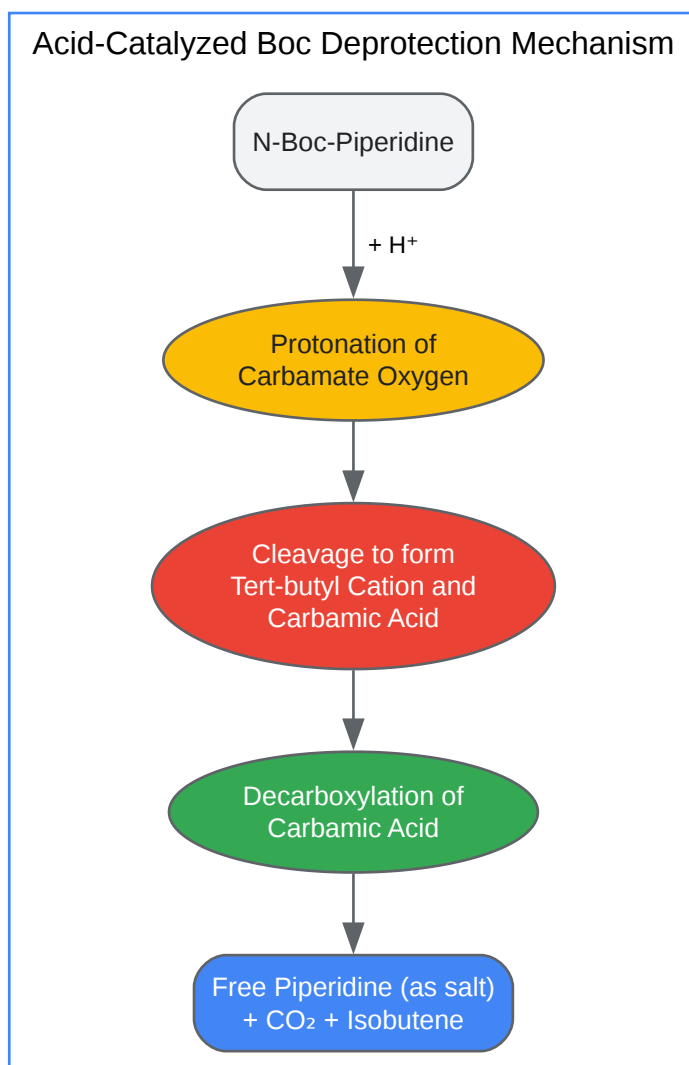 Acid-Catalyzed Boc Deprotection Mechanism
N-Boc-Piperidine
+ H⁺
Protonation of
Carbamate Oxygen
Cleavage to form
Tert-butyl Cation and
Carbamic Acid
Decarboxylation of
Carbamic Acid
Free Piperidine (as salt)
+ CO₂ + Isobutene